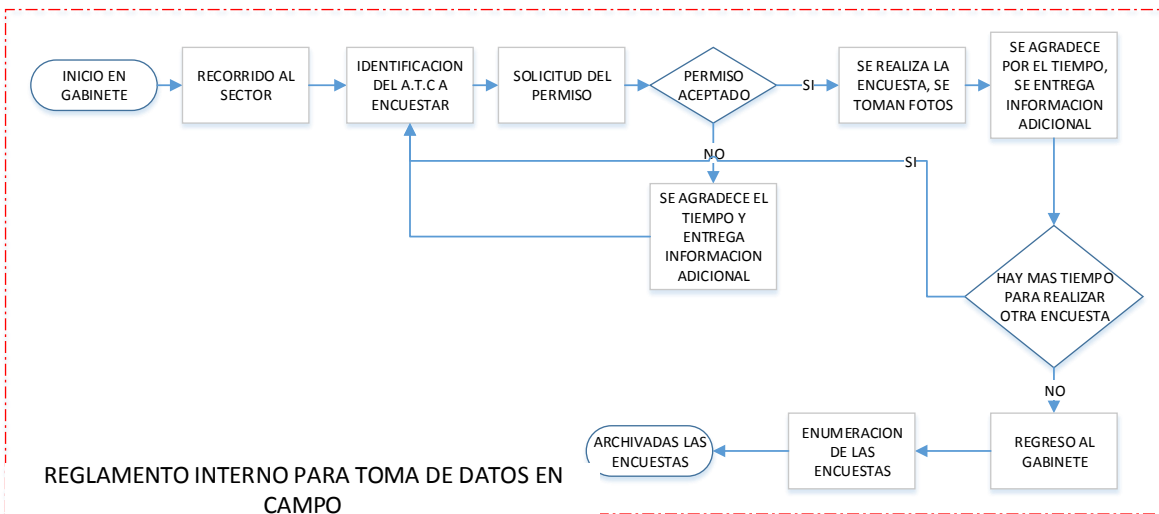 INICIO EN
GABINETE
RECORRIDO AL
SECTOR
IDENTIFICACION
DEL A.T.C A
ENCUESTAR
SOLICITUD DEL
PERMISO
PERMISO
ACEPTADO
SI
SE REALIZA LA
ENCUESTA, SE
TOMAN FOTOS
SE AGRADECE
POR EL TIEMPO,
SE ENTREGA
INFORMACION
ADICIONAL
NO
SI
SE AGRADECE EL
TIEMPO Y
ENTREGA
INFORMACION
ADICIONAL
HAY MAS TIEMPO
PARA REALIZAR
OTRA ENCUESTA
NO
REGRESO AL
GABINETE
ENUMERACION
DE LAS
ENCUESTAS
ARCHIVADAS LAS
ENCUESTAS
REGLAMENTO INTERNO PARA TOMA DE DATOS EN
CAMPO